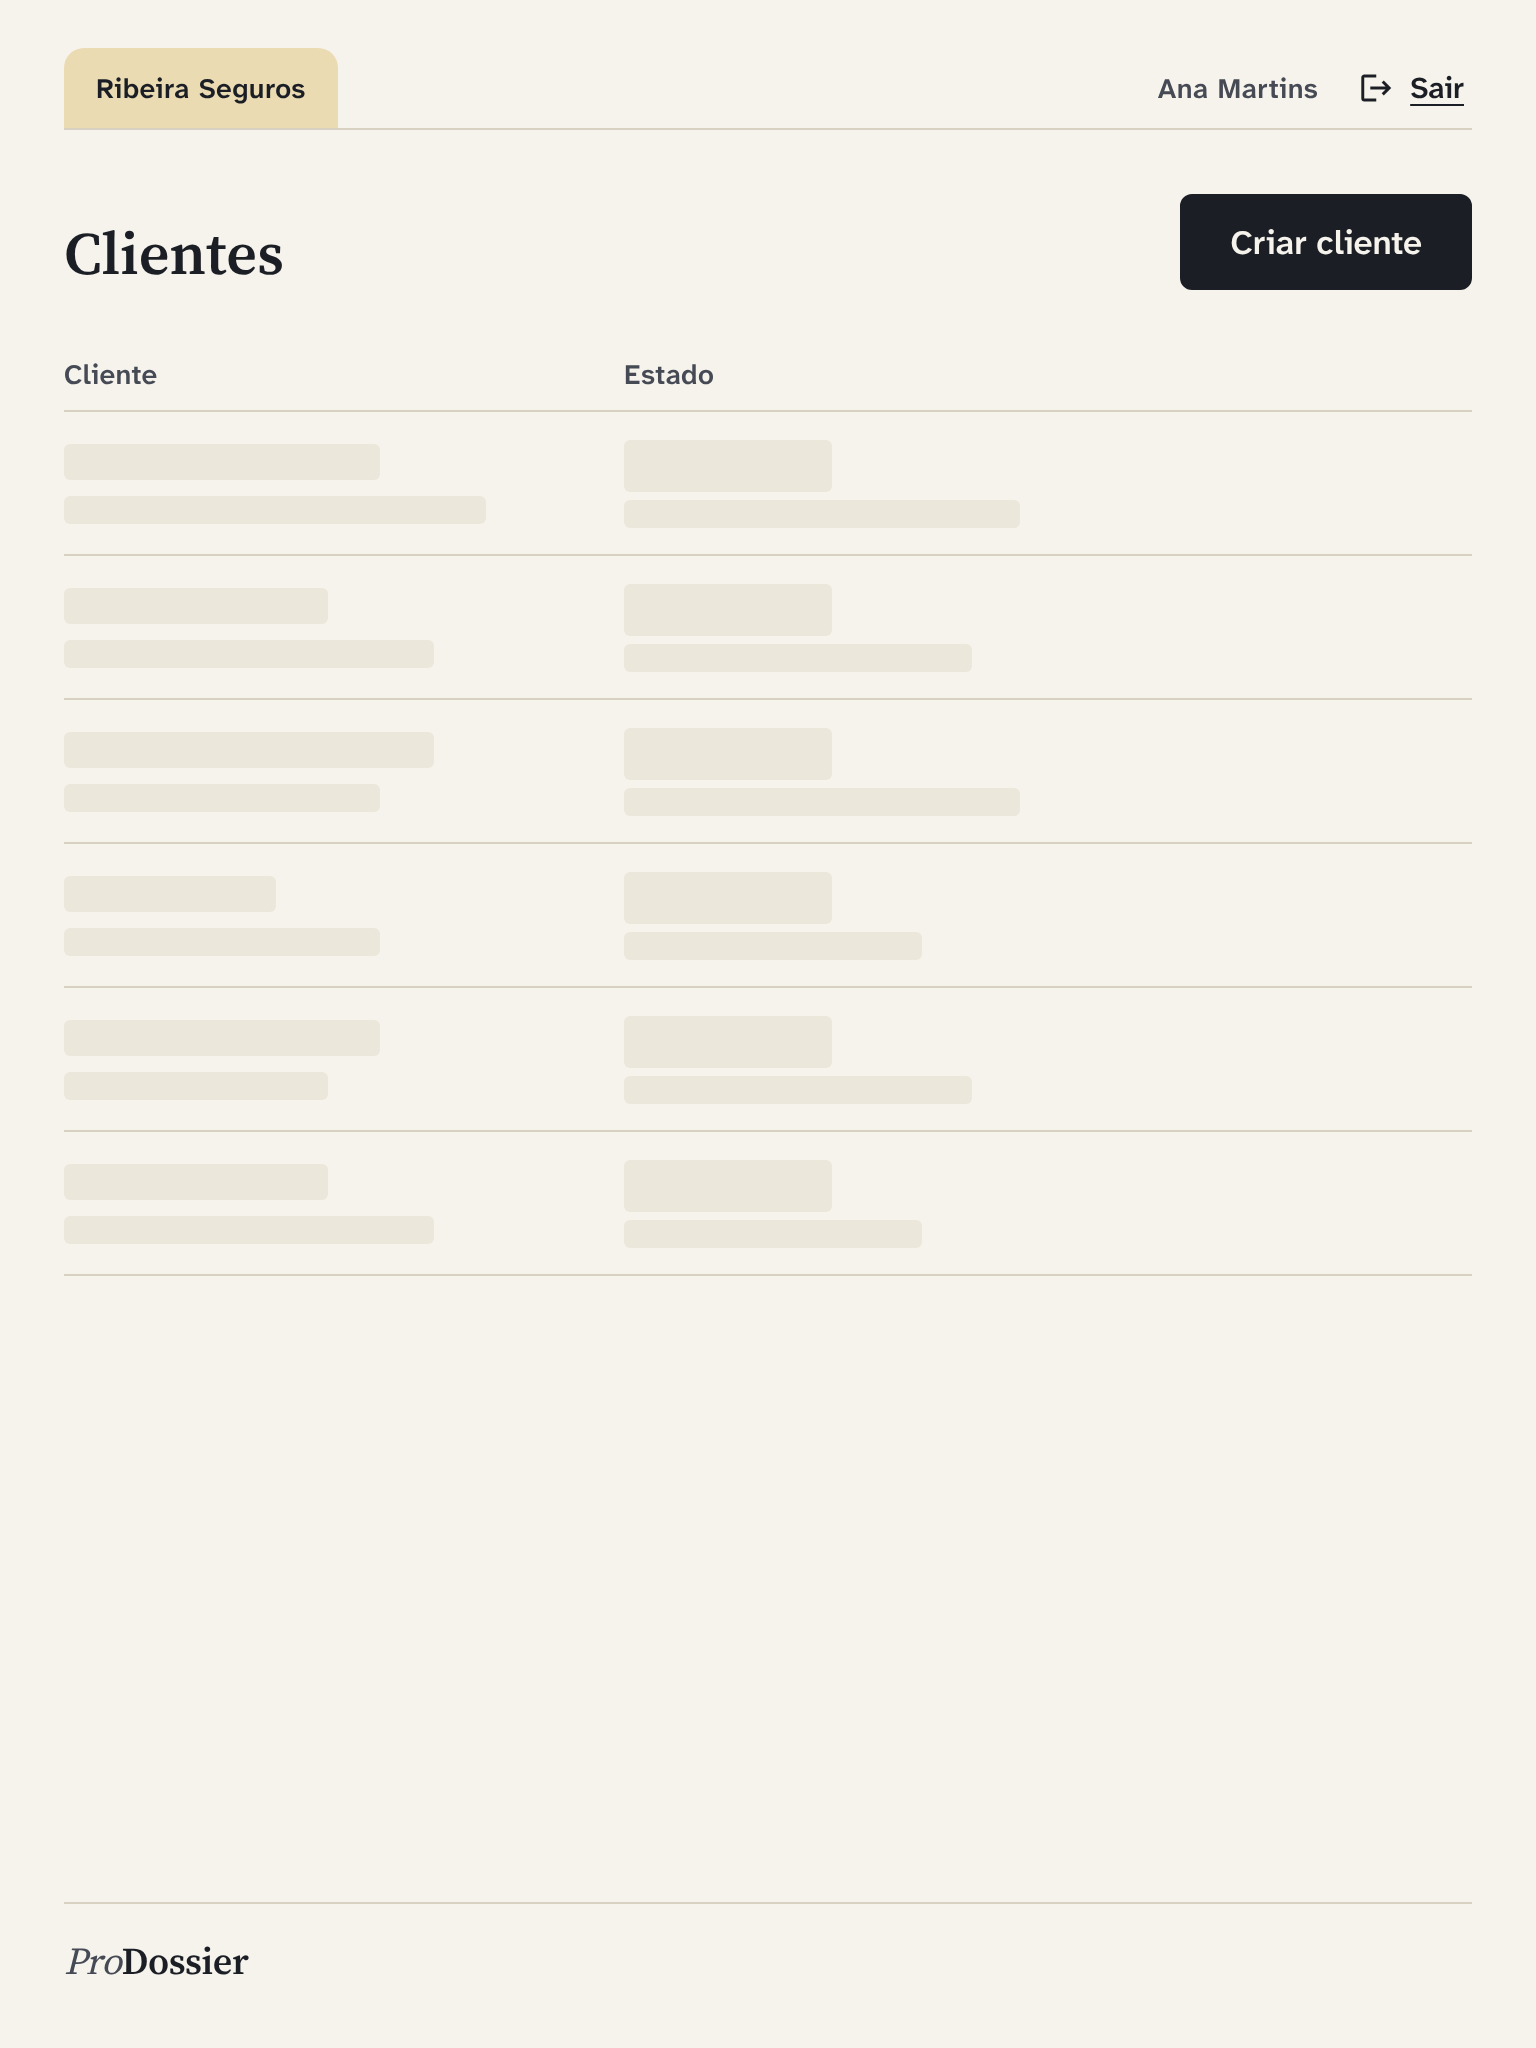 Ribeira Seguros
Ana Martins
Sair
Clientes
Criar cliente
Cliente
Estado
ProDossier